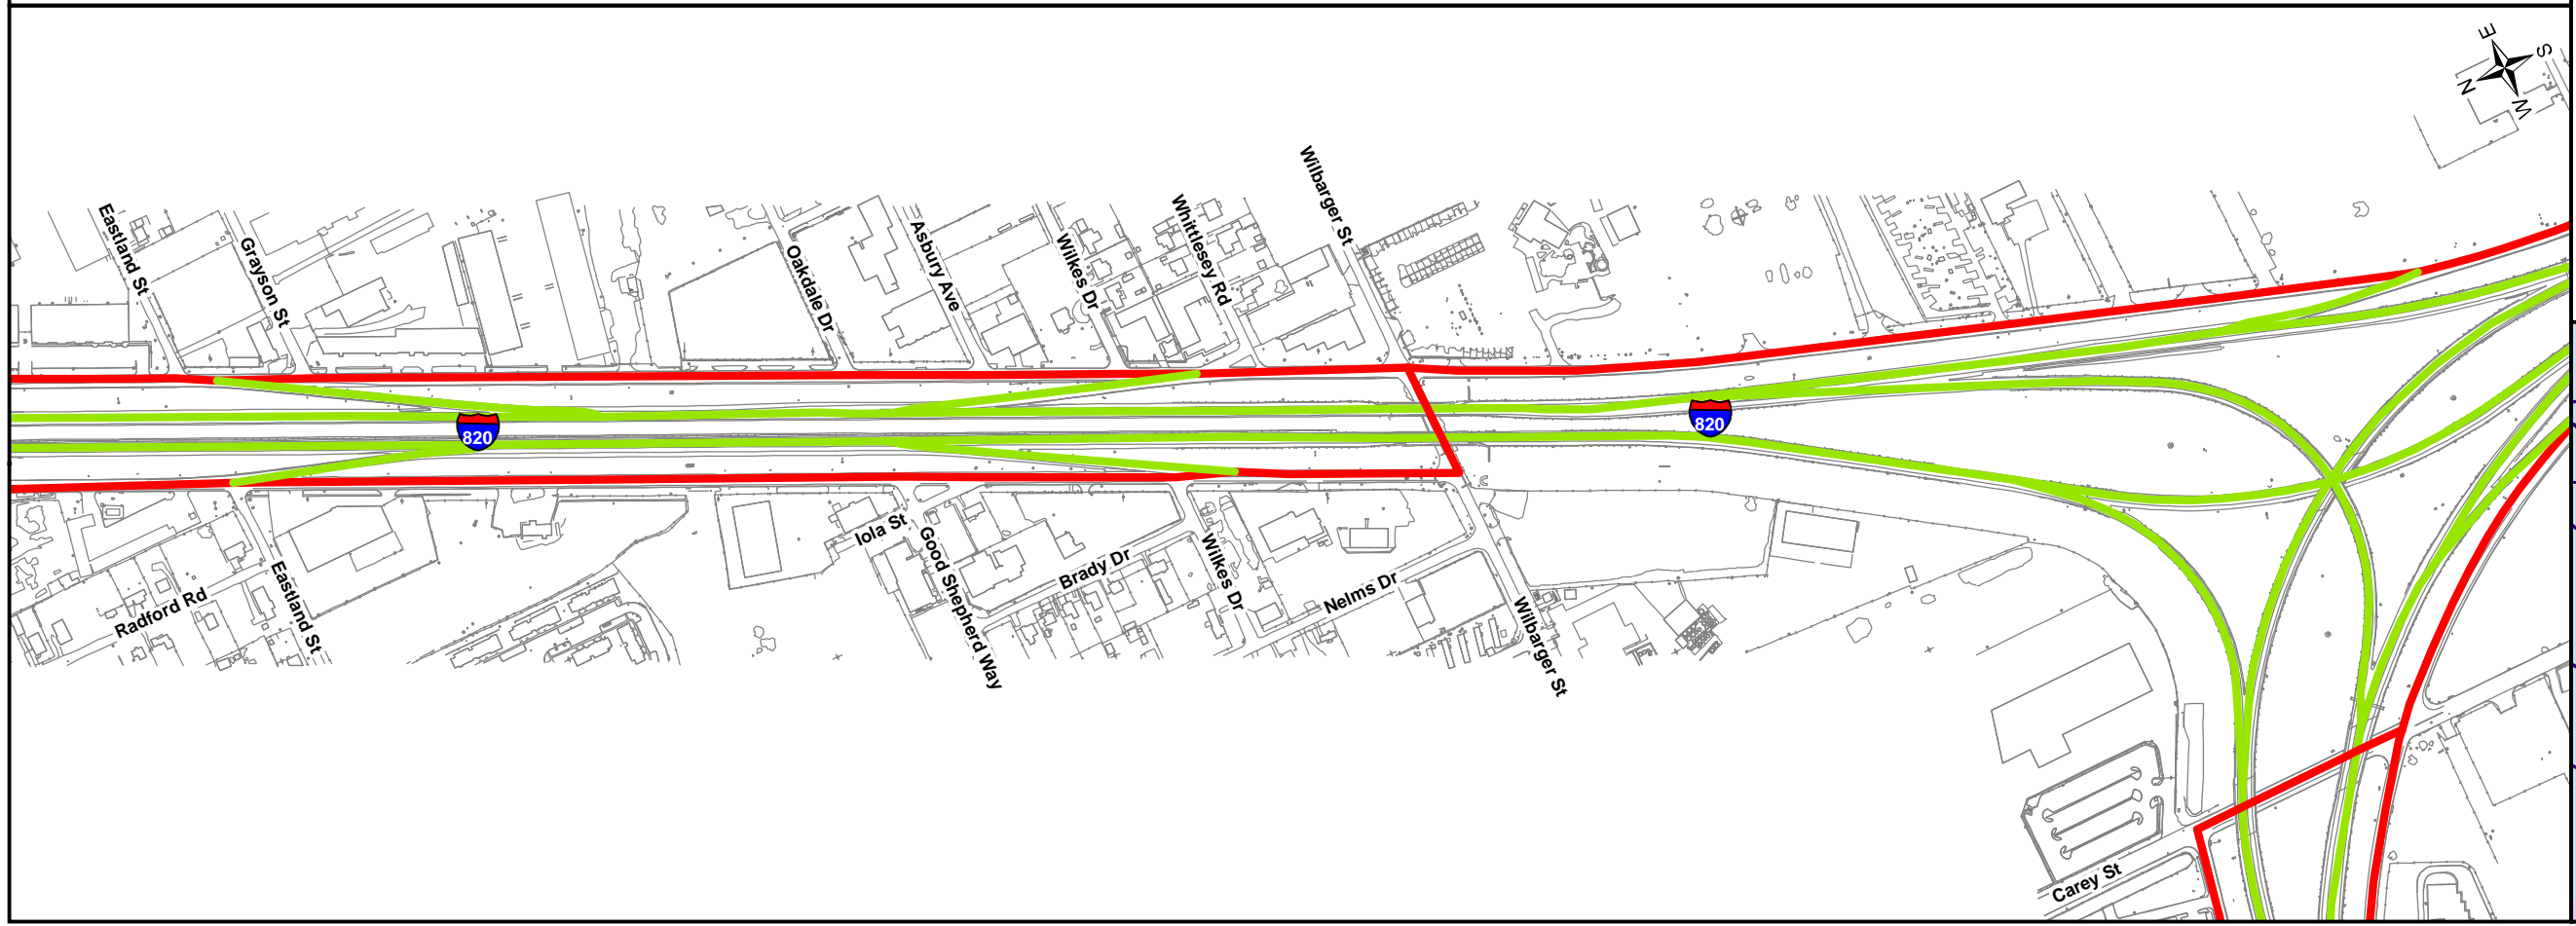 E
S
N
W
Wilbarger St
Eastland St
Grayson St
Oakdale Dr
Asbury Ave
Wilkes Dr
Whittlesey Rd
820
820
Iola St
Good Shepherd Way
Brady Dr
Wilkes Dr
Nelms Dr
Wilbarger St
Radford Rd
Eastland St
Carey St